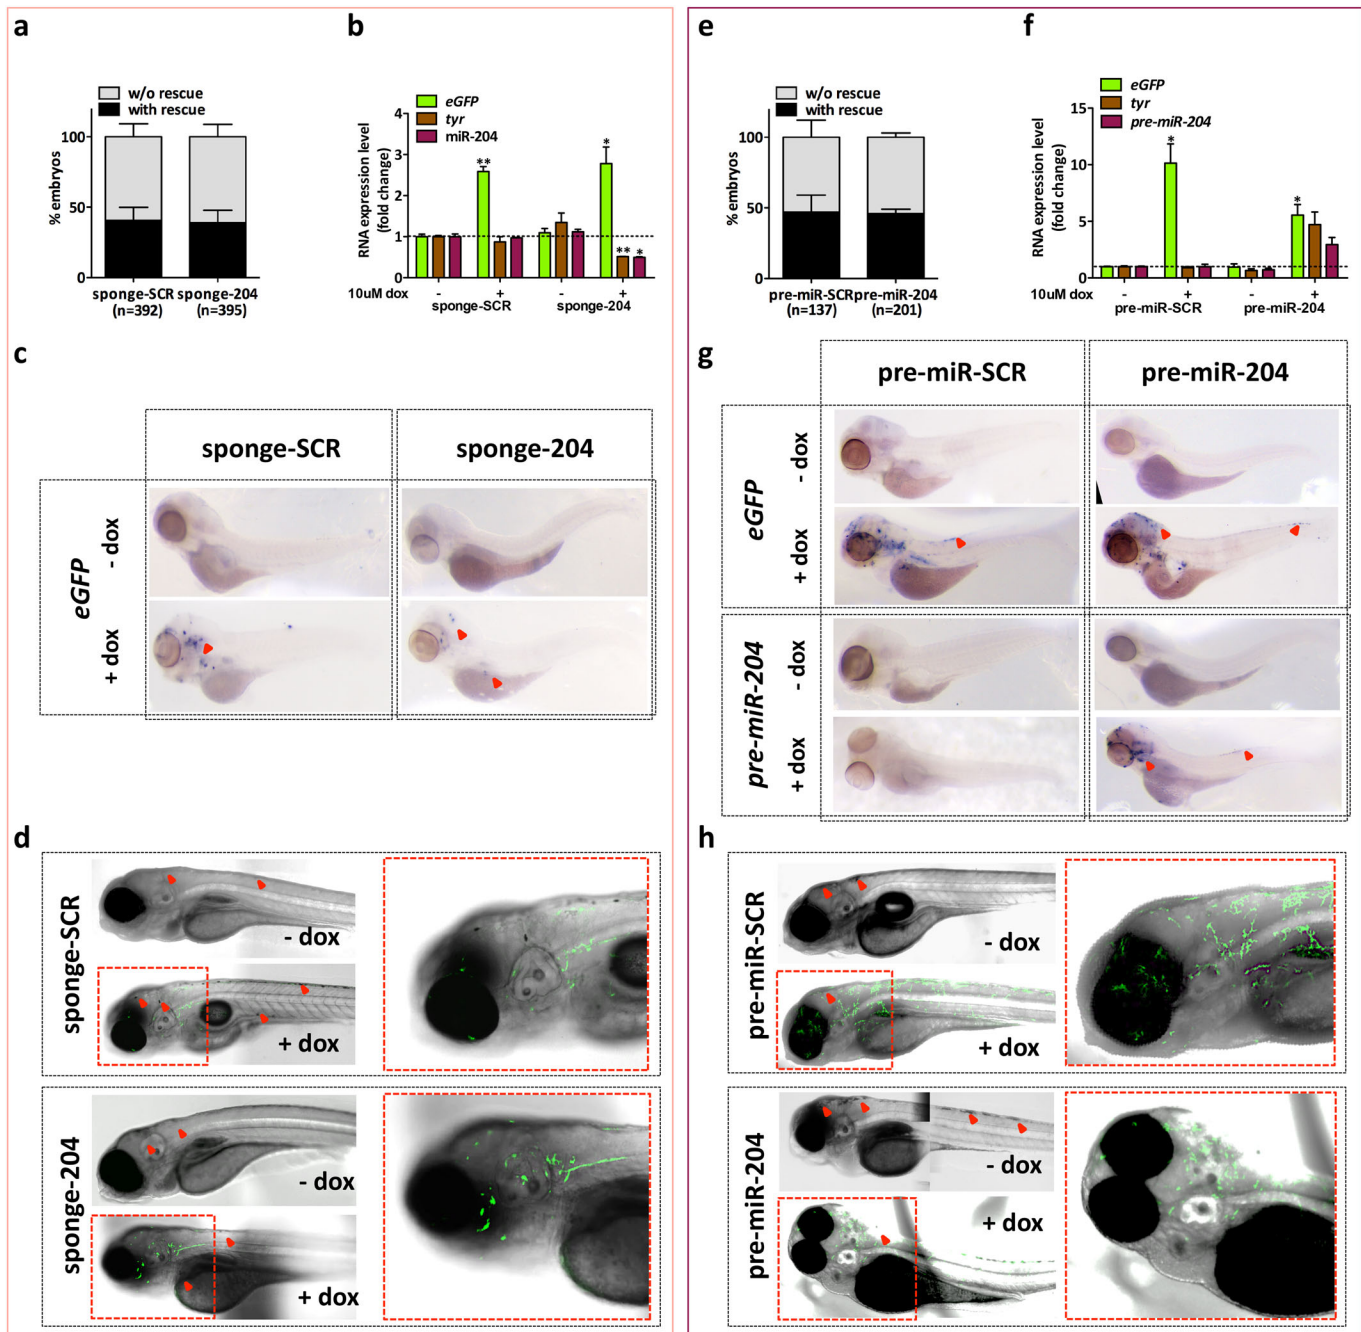 a
w/o rescue
with rescue
% embryos
100
50
0
sponge-SCR
(n=392)
sponge-204
(n=395)
b
eGFP
tyr
miR-204
RNA expression level
(fold change)
4
3
2
1
0
**
*
**
*
10uM dox
-
+
-
+
sponge-SCR
sponge-204
c
sponge-SCR
sponge-204
eGFP
- dox
+ dox
d
sponge-SCR
- dox
+ dox
sponge-204
- dox
+ dox
e
w/o rescue
with rescue
% embryos
100
50
0
pre-miR-SCR
(n=137)
pre-miR-204
(n=201)
f
eGFP
tyr
pre-miR-204
RNA expression level
(fold change)
15
10
5
0
*
*
10uM dox
-
+
-
+
pre-miR-SCR
pre-miR-204
g
pre-miR-SCR
pre-miR-204
eGFP
- dox
+ dox
pre-miR-204
- dox
+ dox
h
pre-miR-SCR
- dox
+ dox
pre-miR-204
- dox
+ dox